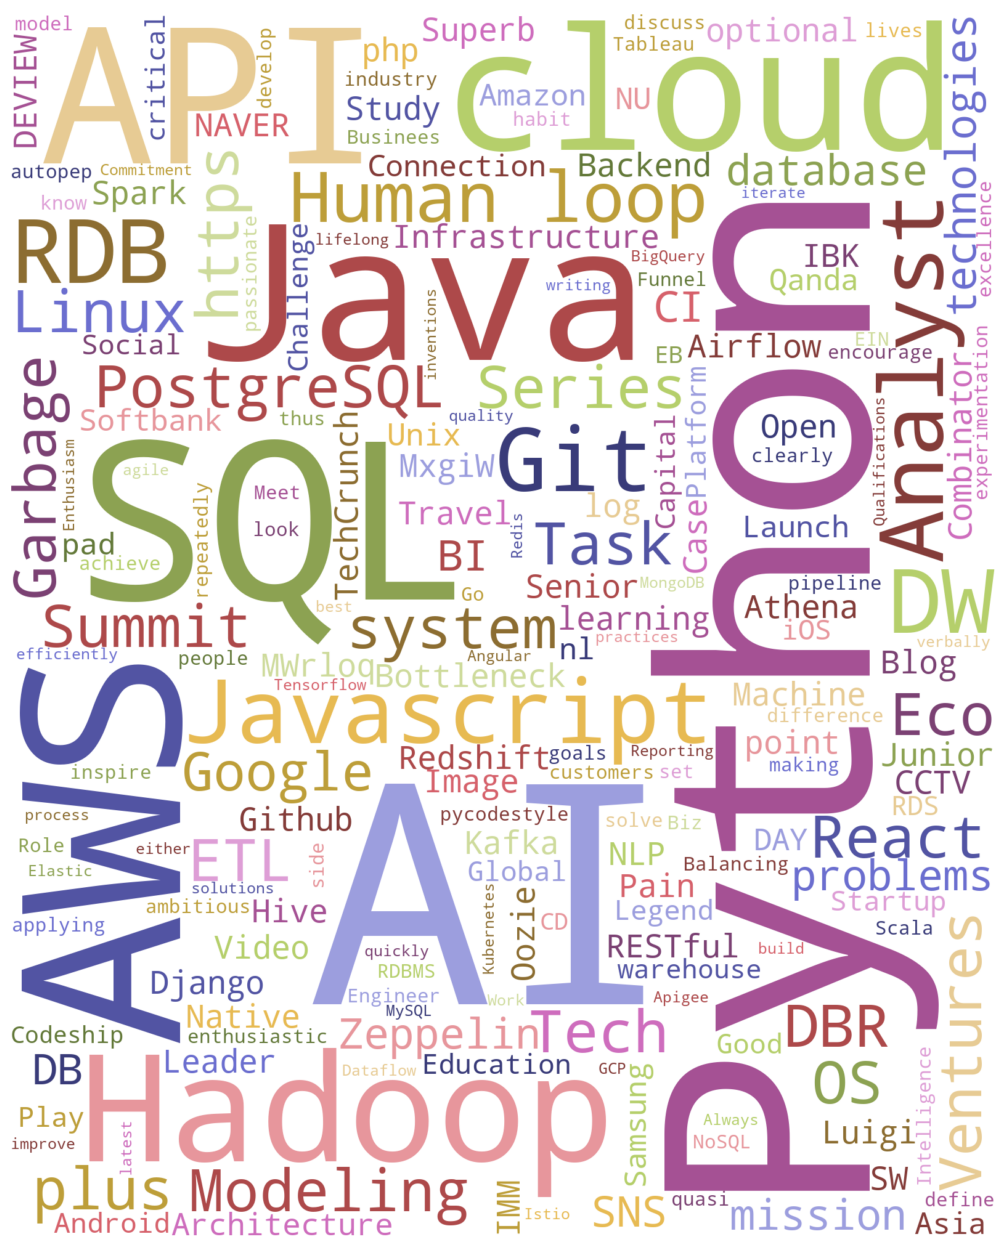 model
DEVIEW
API
critical
develop
php
industry
Study
Businees
NAVER
Superb
cloud
discuss
Tableau
optional
lives
Amazon
habit
NU
technologies
autopep
Commitment
know
Spark
https
passionate
Connection
Backend
database
iterate
Human loop
RDB
Linux
Social
Java
Challenge
lifelong
Infrastructure
BigQuery
writing
Funnel
CI
inventions
EB
Airflow
Python
IBK
Qanda
EIN
encourage
Analyst
excellence
Garbage
PostgreSQL
Series
Softbank
thus
quality
Unix
MxgiW
Git
Capital
CasePlatform
Open
clearly
Qualifications
Combinator
experimentation
Enthusiasm
agile
SQL
Meet
look
pad
achieve
repeatedly
TechCrunch
Travel
log
Redis
Task
Launch
BI
Go
Senior
MongoDB
pipeline
Athena
iOS
DW
verbally
Summit
best
system
learning
practices
nl
Angular
efficiently
people
MWrloq
Bottleneck
Tensorflow
Blog
AWS
Javascript
Machine
difference
Eco
Google
Redshift
goals
Reporting
point
making
Junior
inspire
Image
customers
set
CCTV
process
Github
pycodestyle
solve
Biz
RDS
Role
either
ETL
side
Kafka
AI
NLP
Balancing
DAY
React
Elastic
solutions
Global
Pain
problems
applying
ambitious
Hive
Kubernetes
Oozie
CD
Legend
Startup
Video
quickly
RDBMS
RESTful
build
Scala
Django
Engineer
Work
warehouse
Apigee
Ventures
MySQL
Native
Codeship
enthusiastic
Zeppelin
Tech
Good
DBR
DB
Leader
Dataflow
Education
GCP
OS
Hadoop
Samsung
Intelligence
Play
improve
latest
Always
NoSQL
Luigi
plus
Modeling
IMM
SW
quasi
define
Android
Architecture
Istio
SNS
mission
Asia